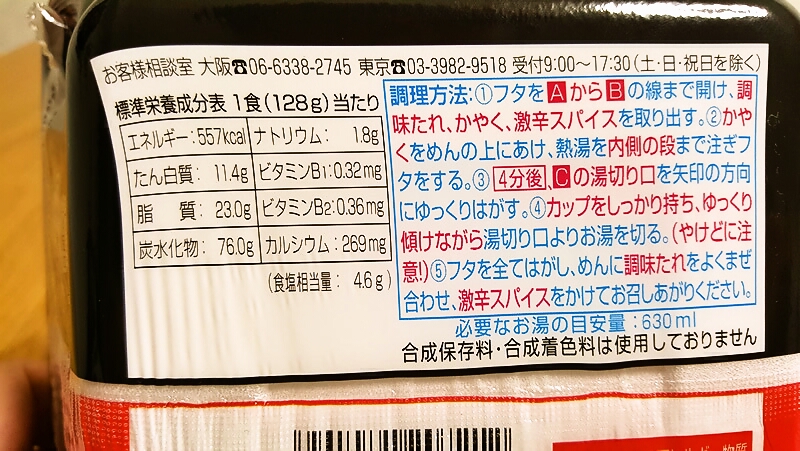 お客様相談室 大阪☎06-6338-2745 東京☎03-3982-9518 受付9:00～17:30(土・日・祝日を除く)
標準栄養成分表 1食(128g)当たり
エネルギー:557kcal ナトリウム: 1.8g
たん白質: 11.4g ビタミンB1:0.32mg
脂 質: 23.0g ビタミンB2:0.36mg
炭水化物: 76.0g カルシウム:269mg
(食塩相当量: 4.6g)
調理方法:①フタをAからBの線まで開け、調
味たれ、かやく、激辛スパイスを取り出す。②かや
くをめんの上にあけ、熱湯を内側の段まで注ぎフ
タをする。③4分後、Cの湯切り口を矢印の方向
にゆっくりはがす。④カップをしっかり持ち、ゆっくり
傾けながら湯切り口よりお湯を切る。(やけどに注
意!)⑤フタを全てはがし、めんに調味たれをよくまぜ
合わせ、激辛スパイスをかけてお召しあがりください。
必要なお湯の目安量:630ml
合成保存料・合成着色料は使用しておりません
物質